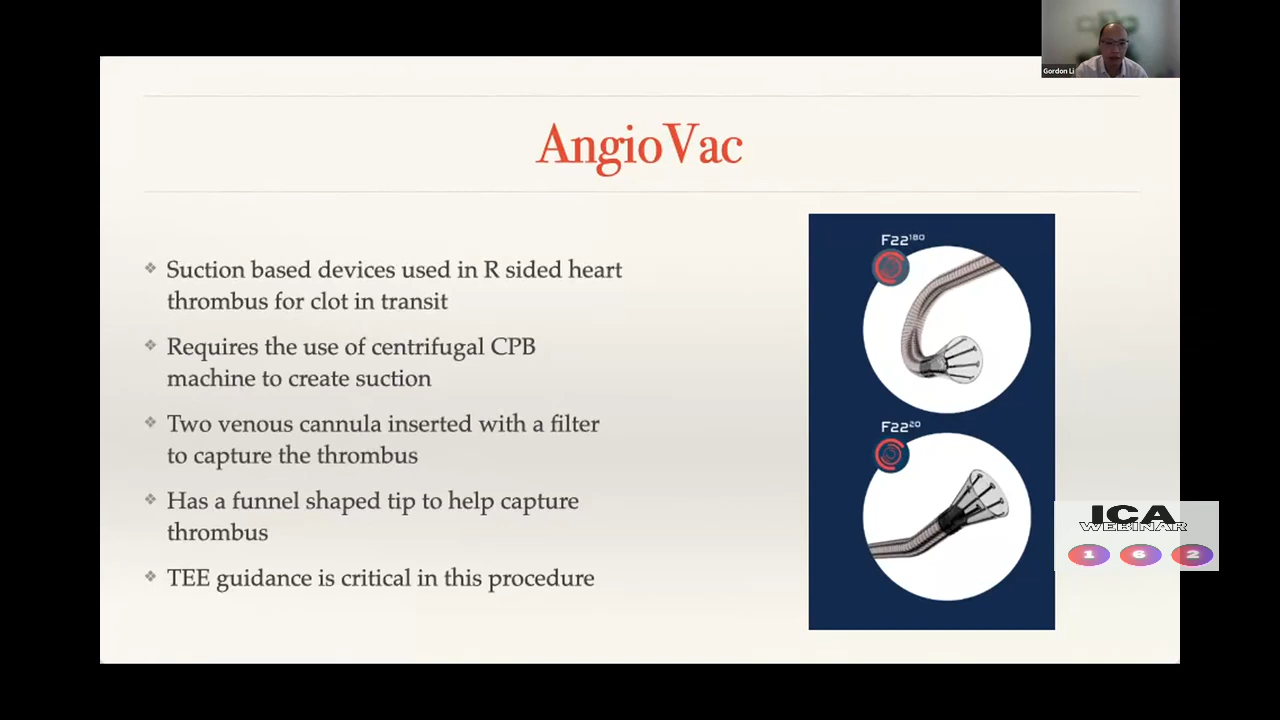 Gordon Li
AngioVac
Suction based devices used in R sided heart
thrombus for clot in transit
Requires the use of centrifugal CPB
machine to create suction
Two venous cannula inserted with a filter
to capture the thrombus
Has a funnel shaped tip to help capture
thrombus
TEE guidance is critical in this procedure
F22¹⁸⁰
F22²⁰
ICA
WEBINAR
1 6 2